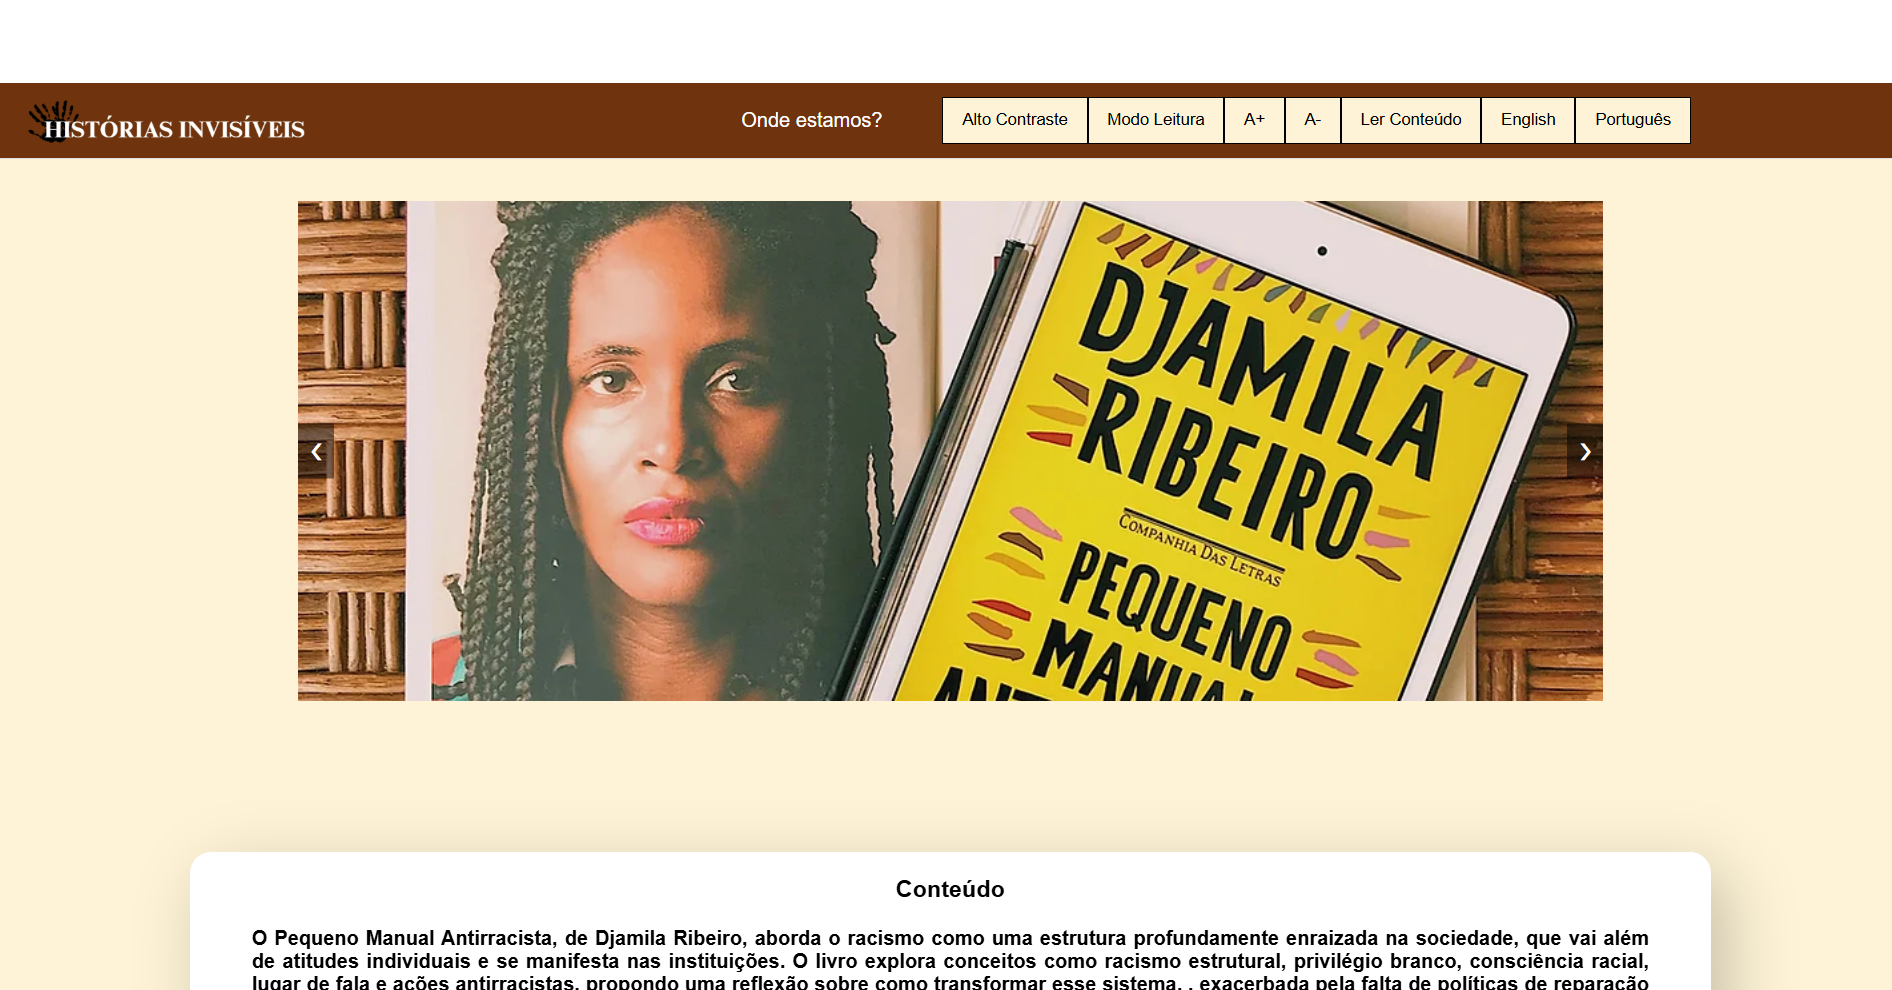 HISTÓRIAS INVISÍVEIS
Onde estamos?
Alto Contraste
Modo Leitura
A+
A-
Ler Conteúdo
English
Português
DJAMILA
RIBEIRO
COMPANHIA DAS LETRAS
PEQUENO
MANUAL
Conteúdo
O Pequeno Manual Antirracista, de Djamila Ribeiro, aborda o racismo como uma estrutura profundamente enraizada na sociedade, que vai além
de atitudes individuais e se manifesta nas instituições. O livro explora conceitos como racismo estrutural, privilégio branco, consciência racial,
lugar de fala e ações antirracistas, propondo uma reflexão sobre como transformar esse sistema. , exacerbada pela falta de políticas de reparação